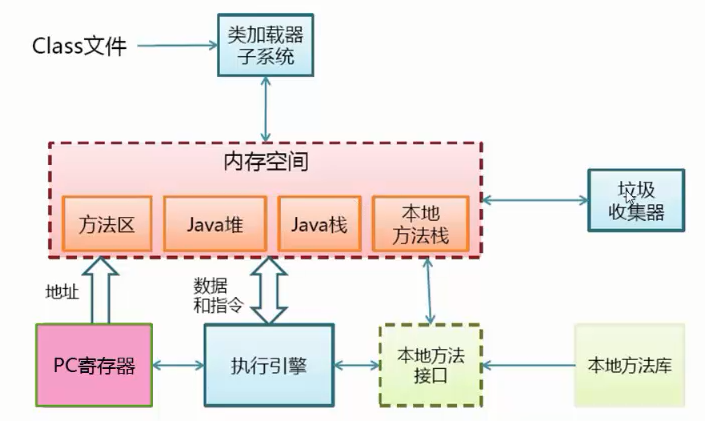 Class文件
类加载器
子系统
内存空间
方法区
Java堆
Java栈
本地
方法栈
垃圾
收集器
地址
数据
和指令
PC寄存器
执行引擎
本地方法
接口
本地方法库